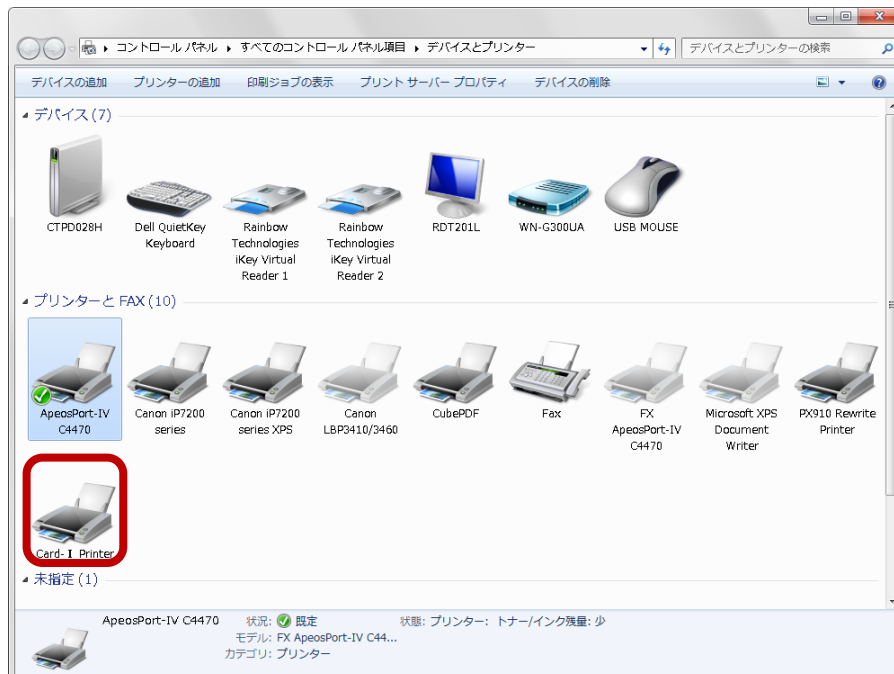 コントロール パネル ▸ すべてのコントロール パネル項目 ▸ デバイスとプリンター
デバイスとプリンターの検索
デバイスの追加 プリンターの追加 印刷ジョブの表示 プリント サーバー プロパティ デバイスの削除
デバイス (7)
CTPD028H
Dell QuietKey
Keyboard
Rainbow
Technologies
iKey Virtual
Reader 1
Rainbow
Technologies
iKey Virtual
Reader 2
RDT201L
WN-G300UA
USB MOUSE
プリンターと FAX (10)
ApeosPort-IV
C4470
Canon iP7200
series
Canon iP7200
series XPS
Canon
LBP3410/3460
CubePDF
Fax
FX
ApeosPort-IV
C4470
Microsoft XPS
Document
Writer
PX910 Rewrite
Printer
Card-Ⅰ Printer
未指定 (1)
ApeosPort-IV C4470 状況: 既定 状態: プリンター: トナー/インク残量: 少
モデル: FX ApeosPort-IV C44...
カテゴリ: プリンター